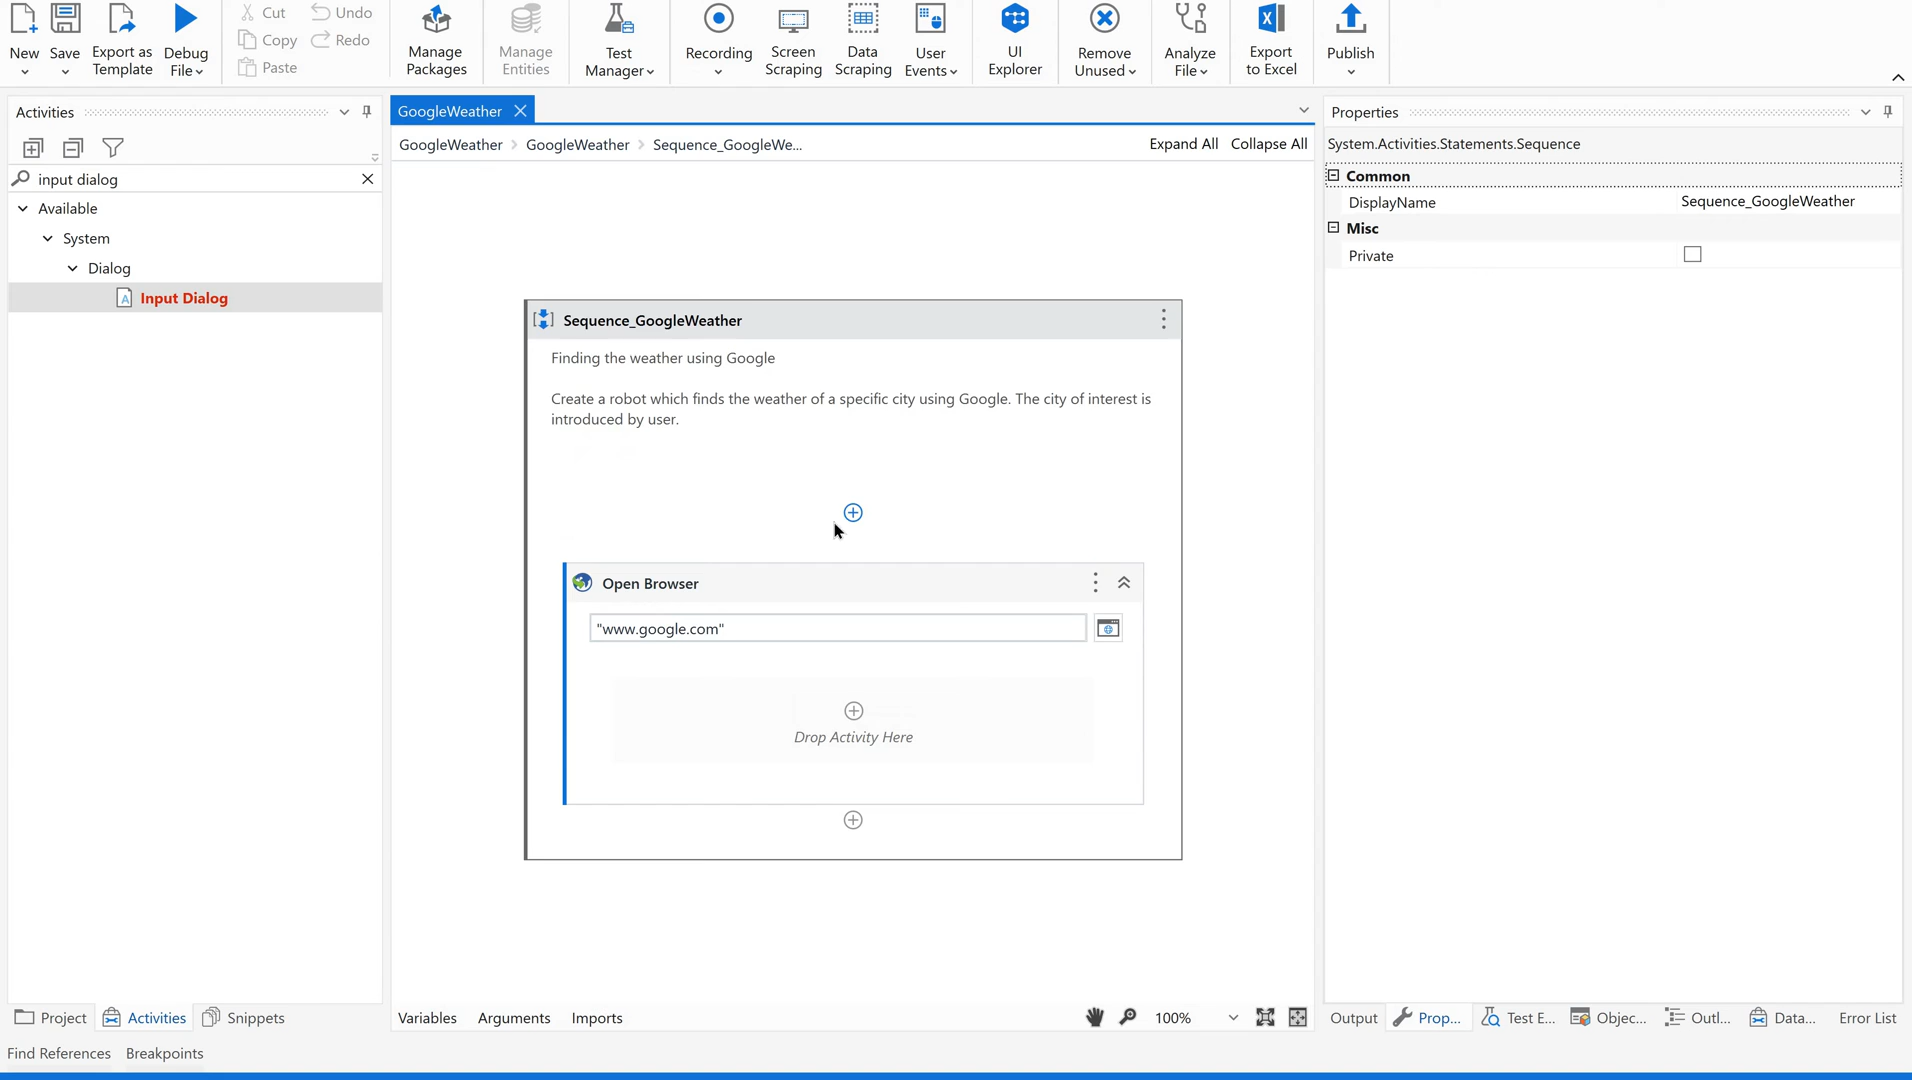 New
Save
Export as
Template
Debug
File
Cut
Copy
Paste
Undo
Redo
Manage
Packages
Manage
Entities
Test
Manager
Recording
Screen
Scraping
Data
Scraping
User
Events
UI
Explorer
Remove
Unused
Analyze
File
Export
to Excel
Publish
Activities
input dialog
Available
System
Dialog
Input Dialog
GoogleWeather
GoogleWeather
GoogleWeather
Sequence_GoogleWe...
Expand All
Collapse All
Sequence_GoogleWeather
Finding the weather using Google
Create a robot which finds the weather of a specific city using Google. The city of interest is
introduced by user.
Open Browser
"www.google.com"
Drop Activity Here
Properties
System.Activities.Statements.Sequence
Common
DisplayName
Sequence_GoogleWeather
Misc
Private
Project
Activities
Snippets
Variables
Arguments
Imports
100%
Output
Prop...
Test E...
Objec...
Outl...
Data...
Error List
Find References
Breakpoints